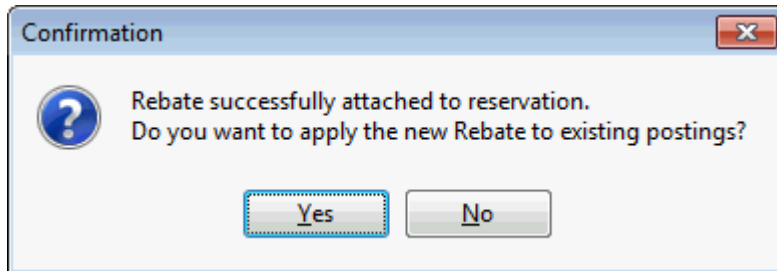 Confirmation
Rebate successfully attached to reservation.
Do you want to apply the new Rebate to existing postings?
Yes
No